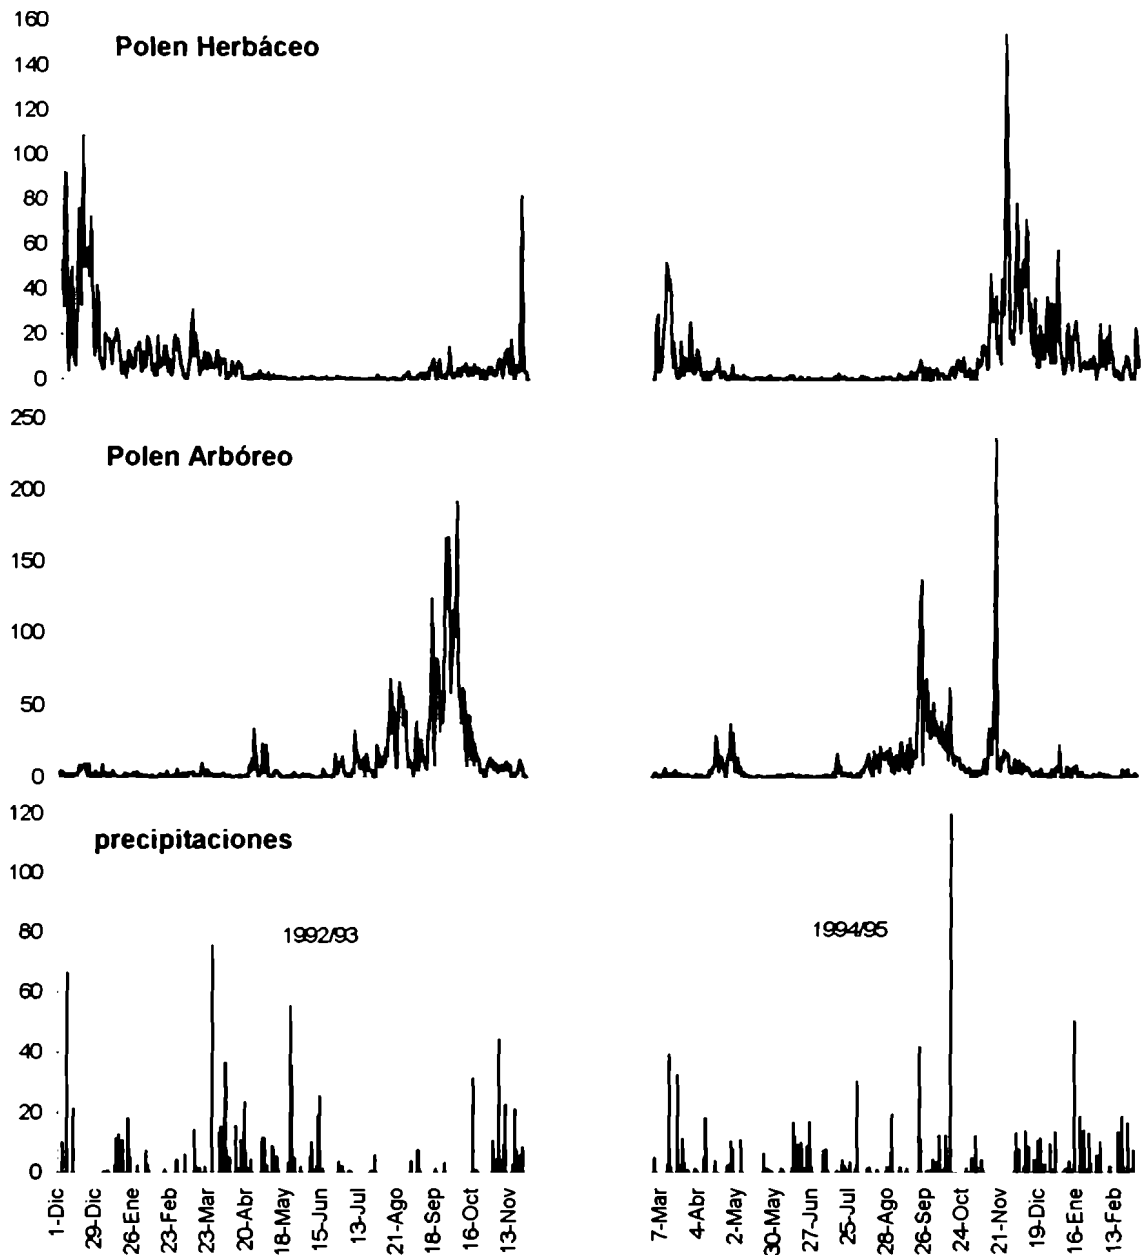 160
Polen Herbáceo
140
120
100
80
60
40
20
0
250
Polen Arbóreo
200
150
100
50
0
120
precipitaciones
100
80
1992/93
1994/95
60
40
20
0
1-Dic
29-Dic
26-Ene
23-Feb
23-Mar
20-Abr
18-May
15-Jun
13-Jul
21-Ago
18-Sep
16-Oct
13-Nov
7-Mar
4-Abr
2-May
30-May
27-Jun
25-Jul
28-Ago
26-Sep
24-Oct
21-Nov
19-Dic
16-Ene
13-Feb